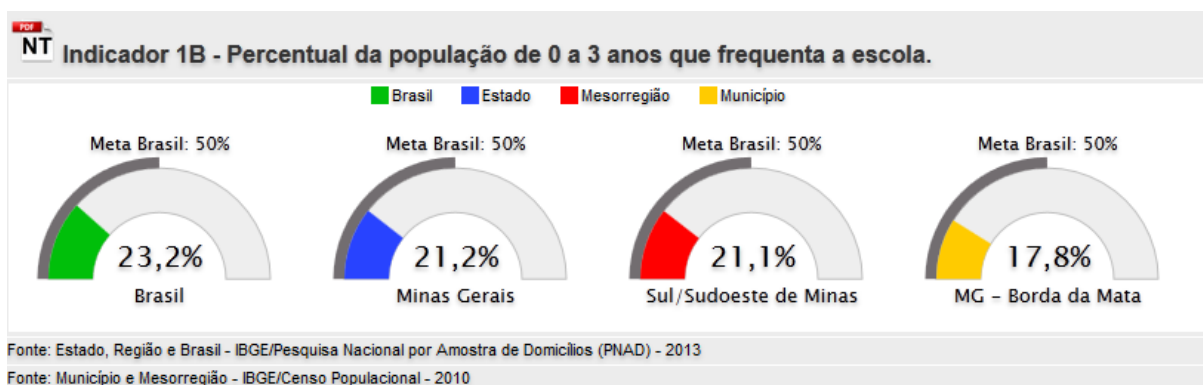 PDF
NT
Indicador 1B - Percentual da população de 0 a 3 anos que frequenta a escola.
Brasil Estado Mesorregião Município
Meta Brasil: 50% Meta Brasil: 50% Meta Brasil: 50% Meta Brasil: 50%
23,2% 21,2% 21,1% 17,8%
Brasil Minas Gerais Sul/Sudoeste de Minas MG - Borda da Mata
Fonte: Estado, Região e Brasil - IBGE/Pesquisa Nacional por Amostra de Domicílios (PNAD) - 2013
Fonte: Município e Mesorregião - IBGE/Censo Populacional - 2010